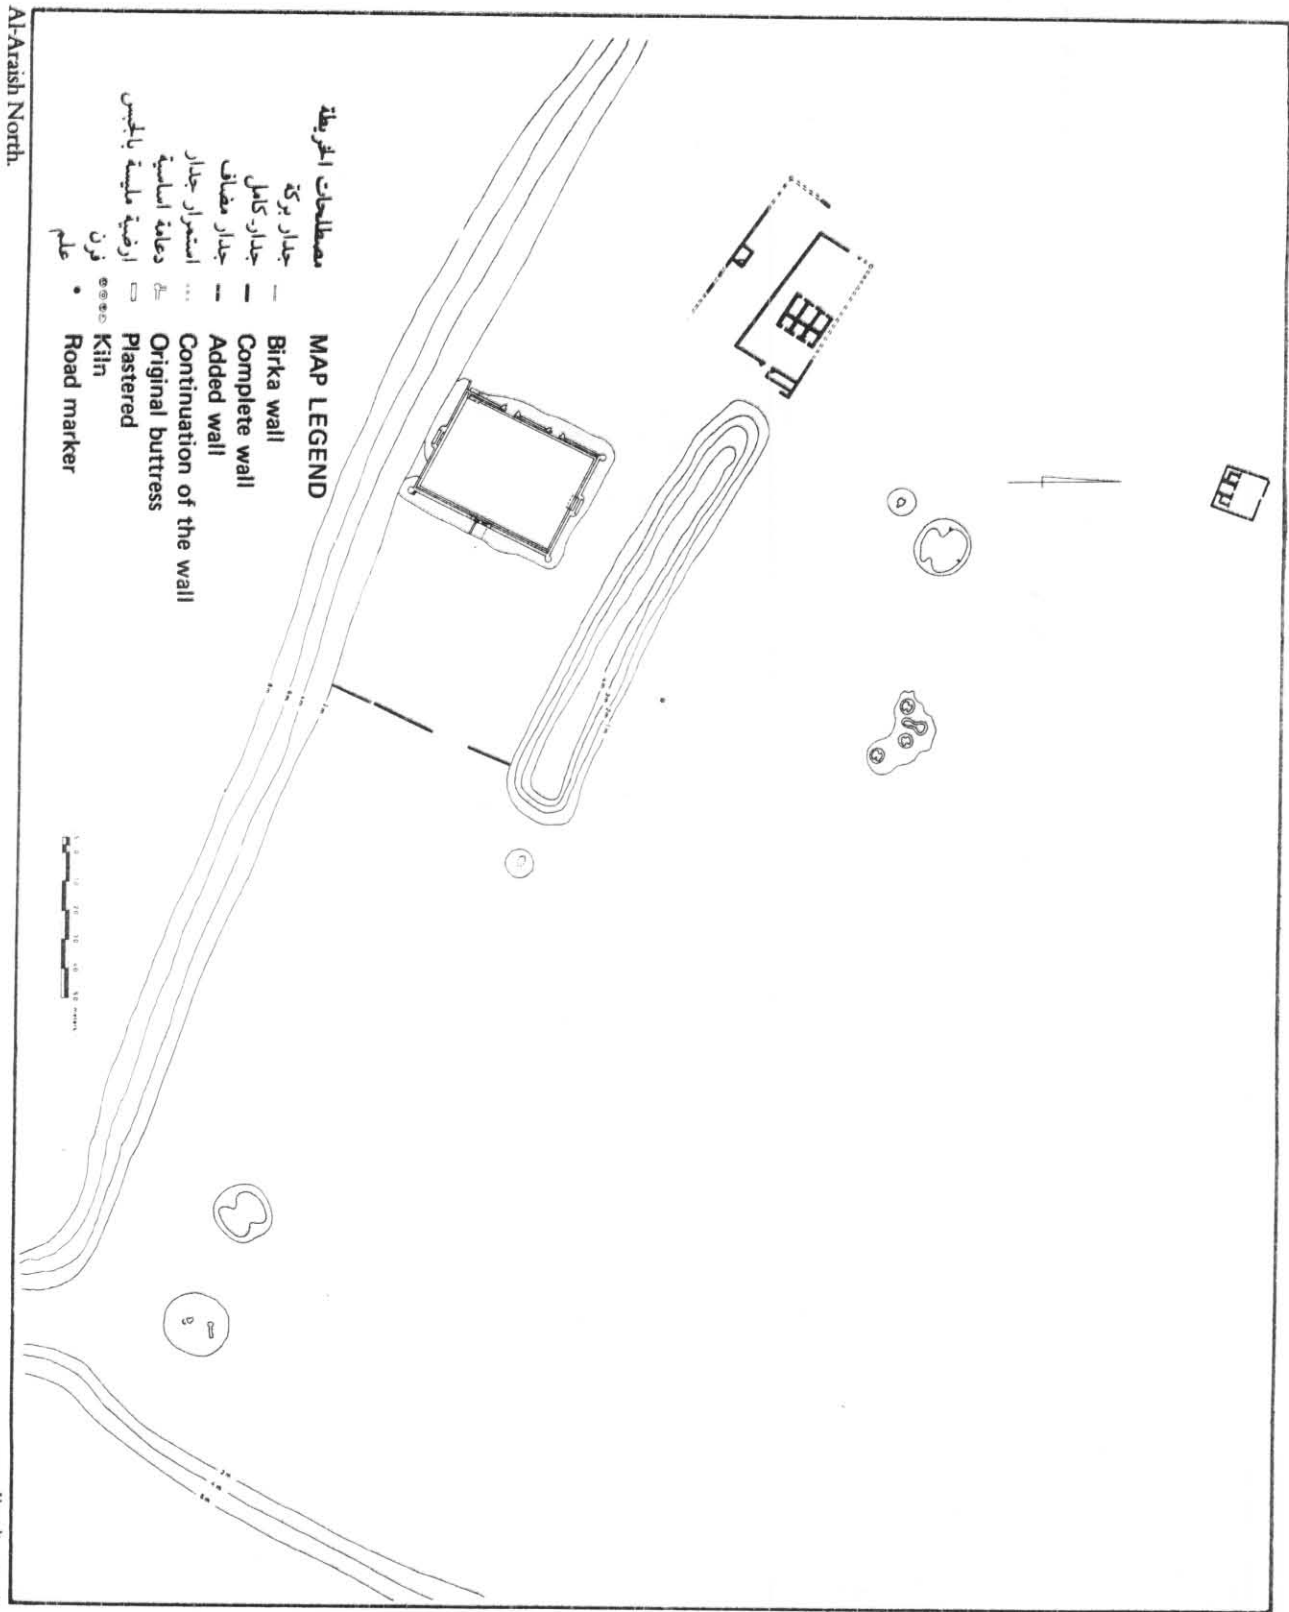 Al-Araish North.
مصطلحات الخريطة
MAP LEGEND
جدار بركة
Birka wall
جدار كامل
Complete wall
جدار مضاف
Added wall
استمرار جدار
Continuation of the wall
دعامة اساسية
Original buttress
ارضية مليسة بالجبس
Plastered
فرن
Kiln
علم
Road marker